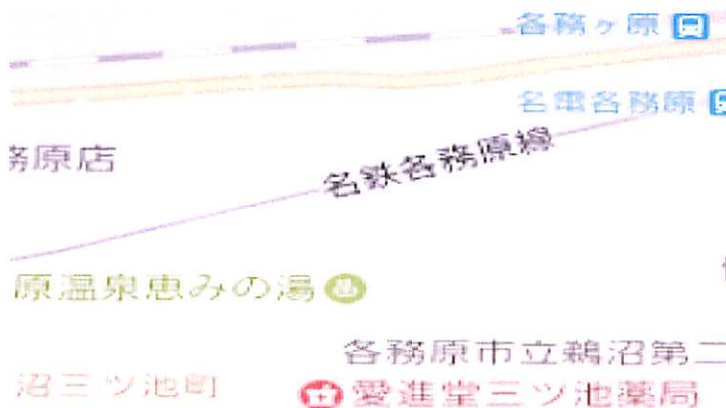 各務ヶ原
名電各務原
務原店
名鉄各務原線
原温泉恵みの湯
各務原市立鵜沼第二
沼三ツ池町
愛進堂三ツ池薬局